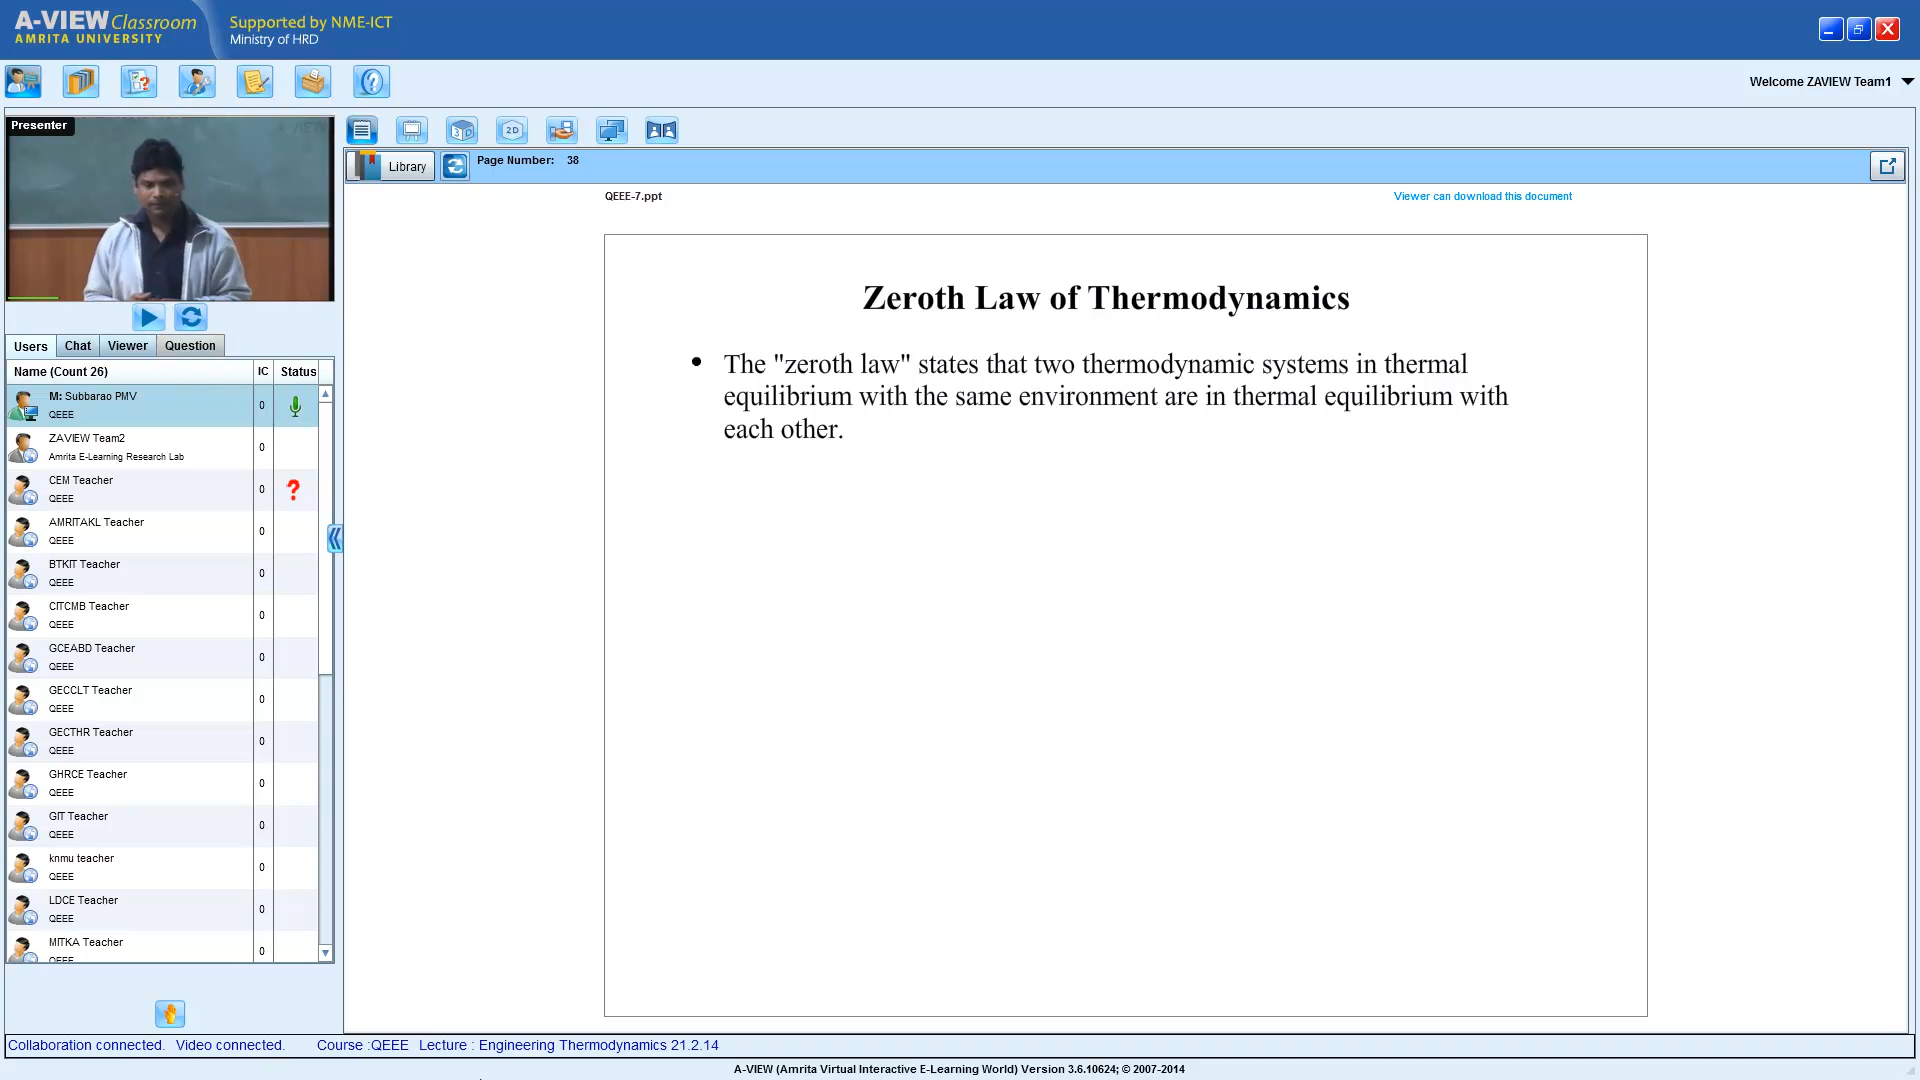 A-VIEW Classroom
AMRITA UNIVERSITY
Supported by NME-ICT
Ministry of HRD
Welcome ZAVIEW Team1
Presenter
3D
2D
Library
Page Number: 38
QEEE-7.ppt
Viewer can download this document
Zeroth Law of Thermodynamics
• The "zeroth law" states that two thermodynamic systems in thermal
equilibrium with the same environment are in thermal equilibrium with
each other.
Users Chat Viewer Question
Name (Count 26) IC Status
M: Subbarao PMV
QEEE
0
ZAVIEW Team2
Amrita E-Learning Research Lab
0
CEM Teacher
QEEE
0 ?
AMRITAKL Teacher
QEEE
0
BTKIT Teacher
QEEE
0
CITCMB Teacher
QEEE
0
GCEABD Teacher
QEEE
0
GECCLT Teacher
QEEE
0
GECTHR Teacher
QEEE
0
GHRCE Teacher
QEEE
0
GIT Teacher
QEEE
0
knmu teacher
QEEE
0
LDCE Teacher
QEEE
0
MITKA Teacher
QEEE
0
Collaboration connected. Video connected. Course :QEEE Lecture : Engineering Thermodynamics 21.2.14
A-VIEW (Amrita Virtual Interactive E-Learning World) Version 3.6.10624; © 2007-2014